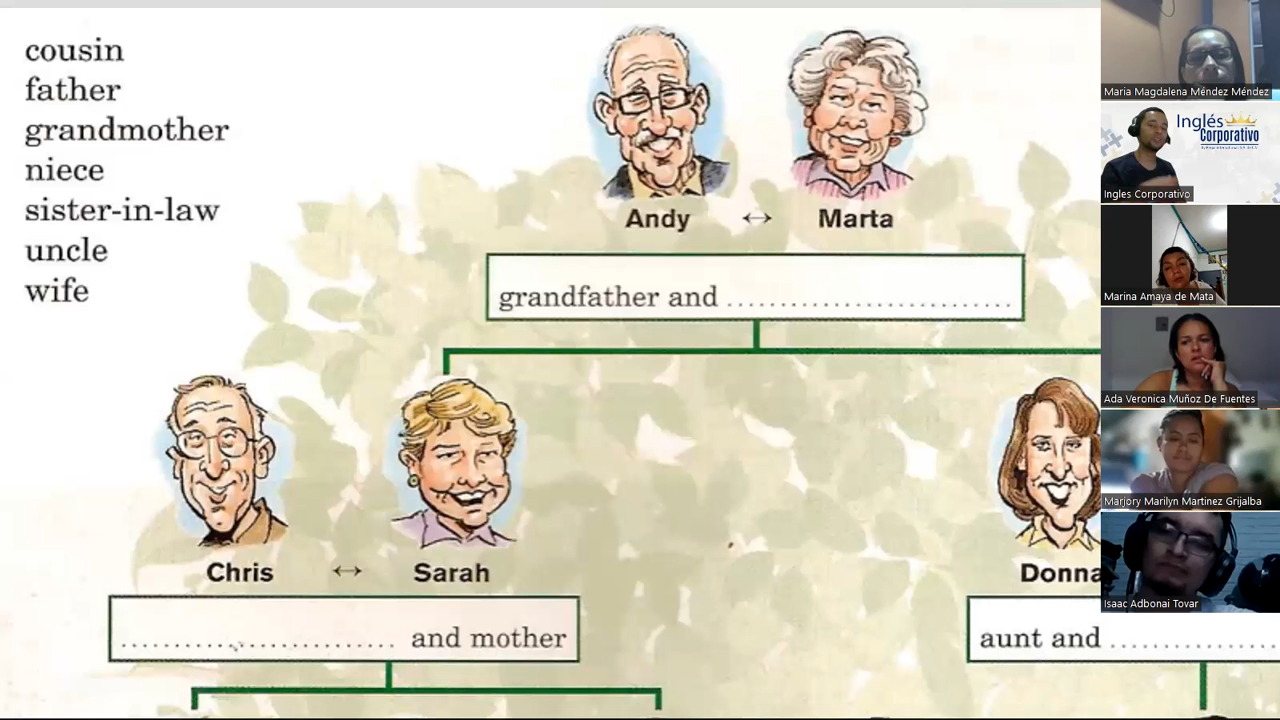 cousin
father
grandmother
niece
sister-in-law
uncle
wife
Andy ↔ Marta
grandfather and ..............................
Chris ↔ Sarah
.............................. and mother
Donna
aunt and ....................
Maria Magdalena Méndez Méndez
Inglés
Corporativo
Ingles Corporativo
Marina Amaya de Mata
Ada Veronica Muñoz De Fuentes
Marjory Marilyn Martinez Grijalba
Isaac Adbonai Tovar